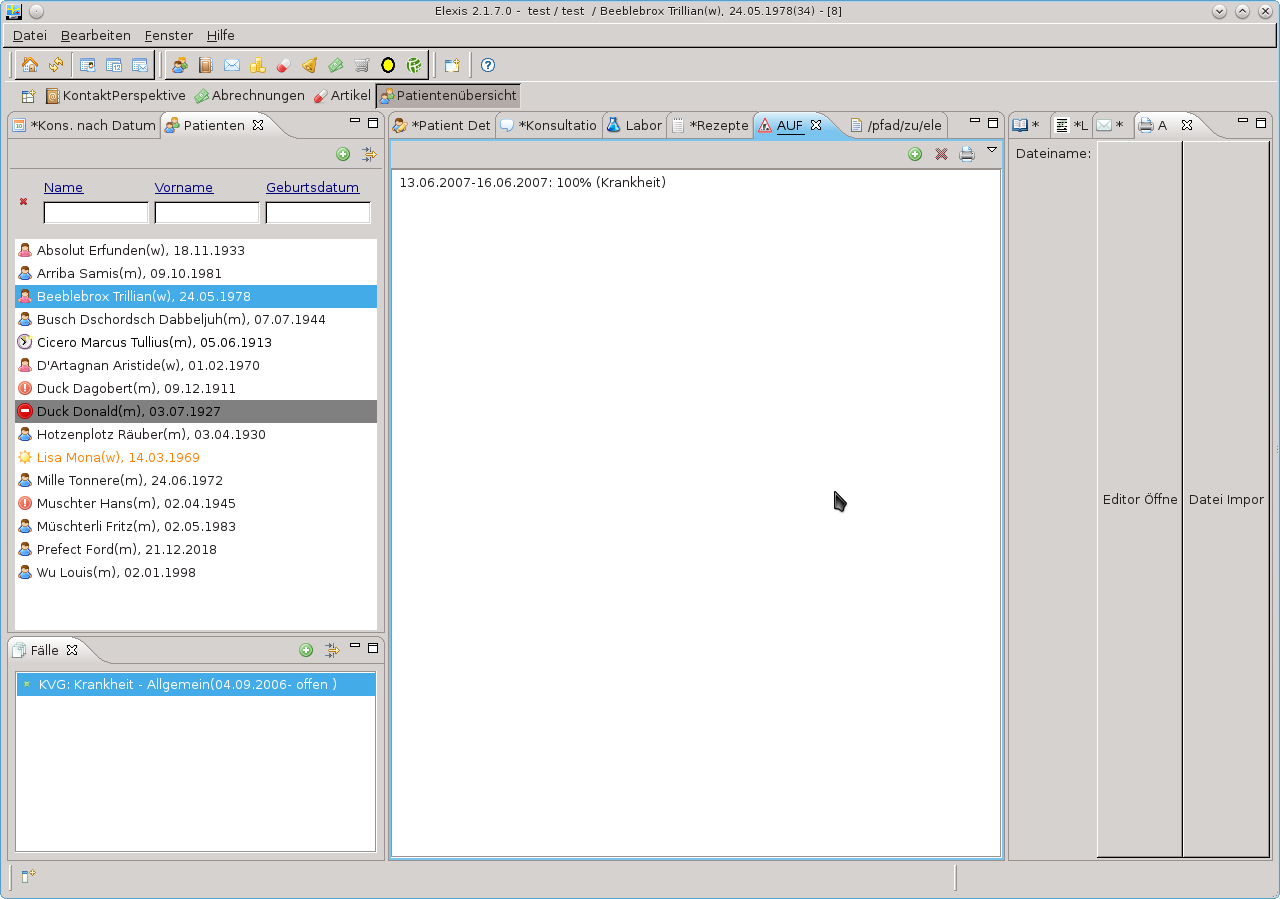 Elexis 2.1.7.0 - test / test / Beeblebrox Trillian(w), 24.05.1978(34) - [8]
Datei Bearbeiten Fenster Hilfe
KontaktPerspektive Abrechnungen Artikel Patientenübersicht
*Kons. nach Datum Patienten
Name Vorname Geburtsdatum
Absolut Erfunden(w), 18.11.1933
Arriba Samis(m), 09.10.1981
Beeblebrox Trillian(w), 24.05.1978
Busch Dschordsch Dabbeljuh(m), 07.07.1944
Cicero Marcus Tullius(m), 05.06.1913
D'Artagnan Aristide(w), 01.02.1970
Duck Dagobert(m), 09.12.1911
Duck Donald(m), 03.07.1927
Hotzenplotz Räuber(m), 03.04.1930
Lisa Mona(w), 14.03.1969
Mille Tonnere(m), 24.06.1972
Muschter Hans(m), 02.04.1945
Müschterli Fritz(m), 02.05.1983
Prefect Ford(m), 21.12.2018
Wu Louis(m), 02.01.1998
Fälle
KVG: Krankheit - Allgemein(04.09.2006- offen )
*Patient Det *Konsultatio Labor *Rezepte AUF /pfad/zu/ele
13.06.2007-16.06.2007: 100% (Krankheit)
* *L * A
Dateiname:
Editor Öffne Datei Impor